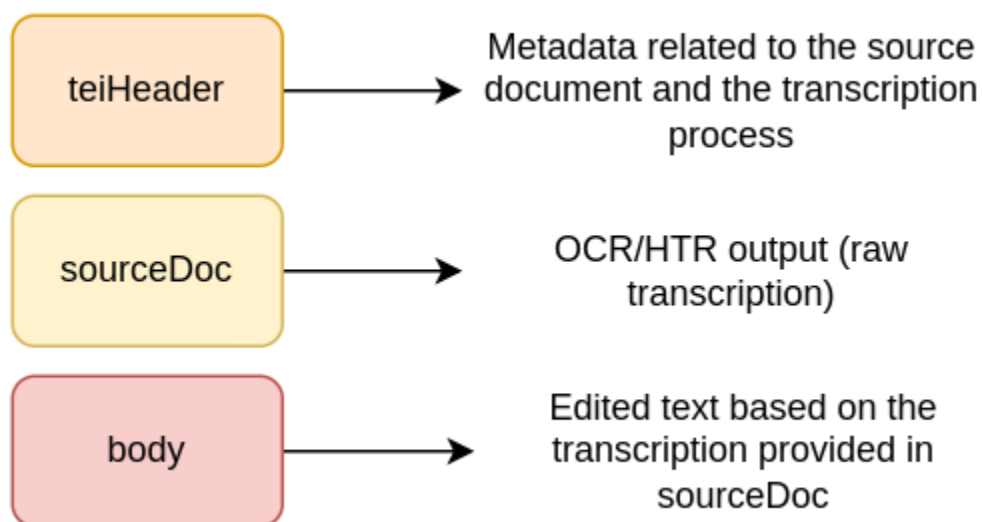 teiHeader
Metadata related to the source
document and the transcription
process
sourceDoc
OCR/HTR output (raw
transcription)
body
Edited text based on the
transcription provided in
sourceDoc